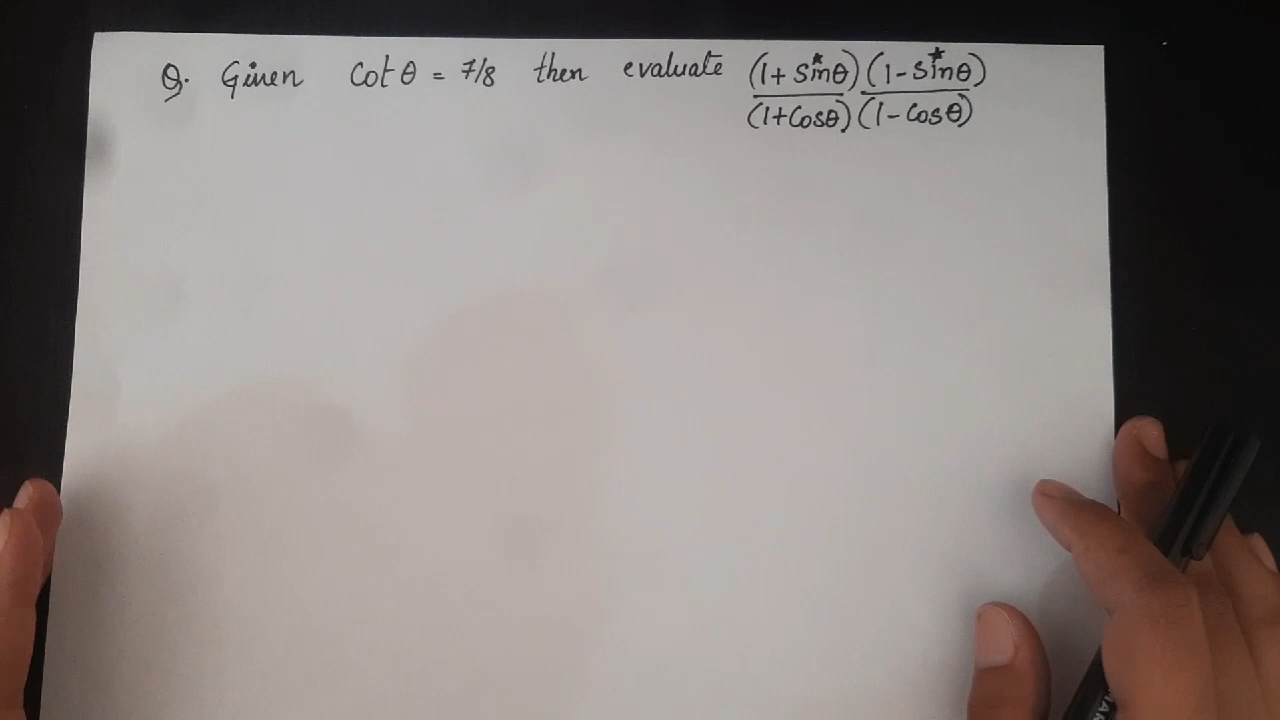 Q. Given cot θ = 7/8 then evaluate (1+sinθ)(1-sinθ)
(1+cosθ)(1-cosθ)